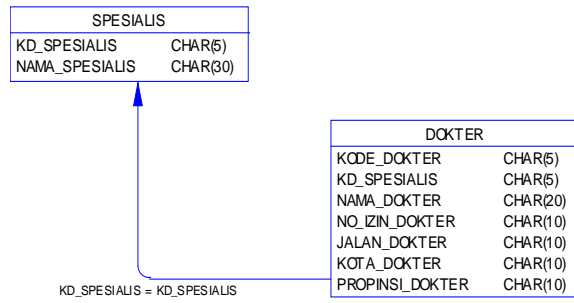 SPESIALIS
KD_SPESIALIS CHAR(5)
NAMA_SPESIALIS CHAR(30)
DOKTER
KODE_DOKTER CHAR(5)
KD_SPESIALIS CHAR(5)
NAMA_DOKTER CHAR(20)
NO_IZIN_DOKTER CHAR(10)
JALAN_DOKTER CHAR(10)
KOTA_DOKTER CHAR(10)
PROPINSI_DOKTER CHAR(10)
KD_SPESIALIS = KD_SPESIALIS